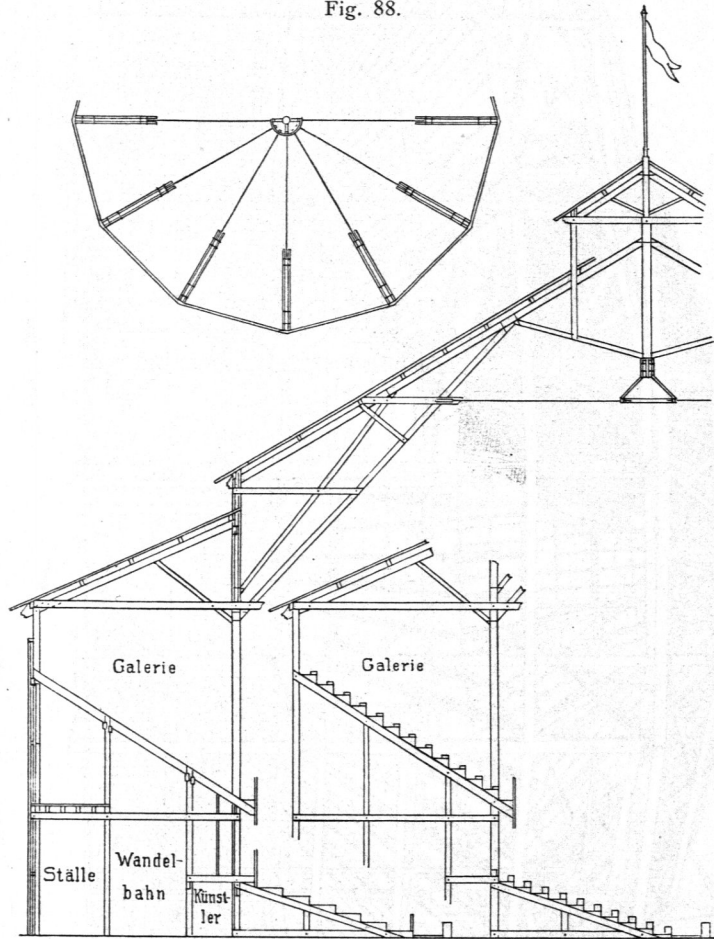 Fig. 88.
Galerie
Galerie
Ställe
Wandel-
bahn
Künst-
ler